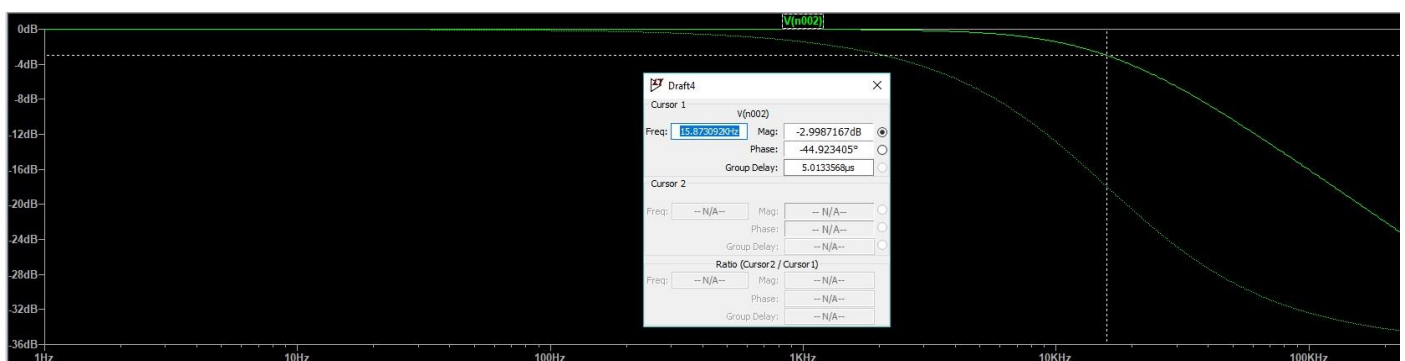 V(n002)
0dB
-4dB
-8dB
-12dB
-16dB
-20dB
-24dB
-28dB
-32dB
-36dB
1Hz 10Hz 100Hz 1KHz 10KHz 100KHz
Draft4
Cursor 1
V(n002)
Freq: 15.873092KHz Mag: -2.9987167dB
Phase: -44.923405°
Group Delay: 5.0133568µs
Cursor 2
Freq: -- N/A-- Mag: -- N/A--
Phase: -- N/A--
Group Delay: -- N/A--
Ratio (Cursor2 / Cursor1)
Freq: -- N/A-- Mag: -- N/A--
Phase: -- N/A--
Group Delay: -- N/A--